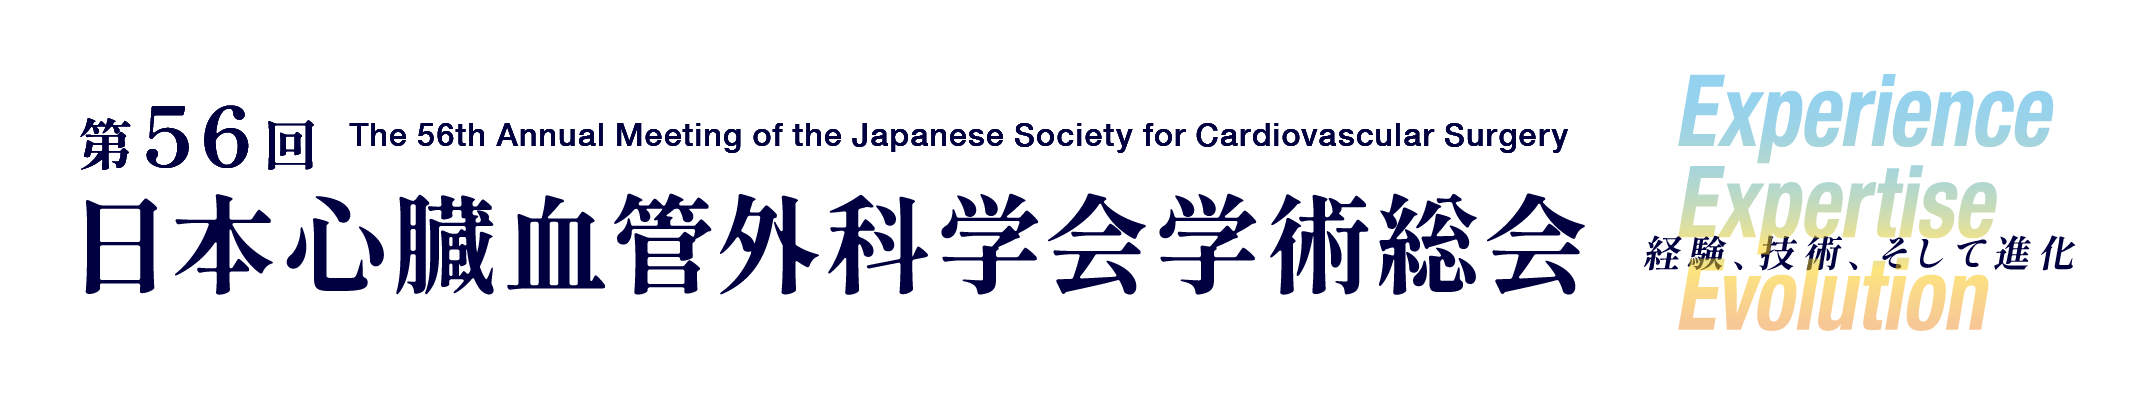 第56回
The 56th Annual Meeting of the Japanese Society for Cardiovascular Surgery
日本心臓血管外科学会学術総会
Experience
Expertise
経験、技術、そして進化
Evolution